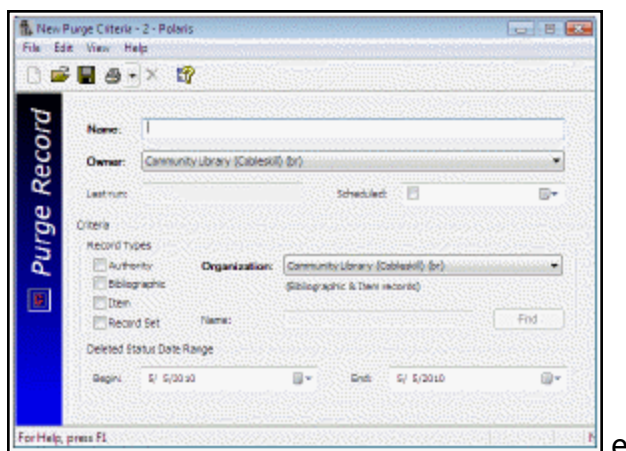 New Purge Criteria - 2 - Polaris
File Edit View Help
Purge Record
Name:
Owner: Community Library (Cobleskill) (br)
Last run: Scheduled:
Criteria
Record Types
Authority Organization: Community Library (Cobleskill) (br)
Bibliographic (Bibliographic & Item records)
Item
Record Set Name: Find
Deleted Status Date Range
Begin: 5/ 5/2010 End: 5/ 5/2010
For Help, press F1
e